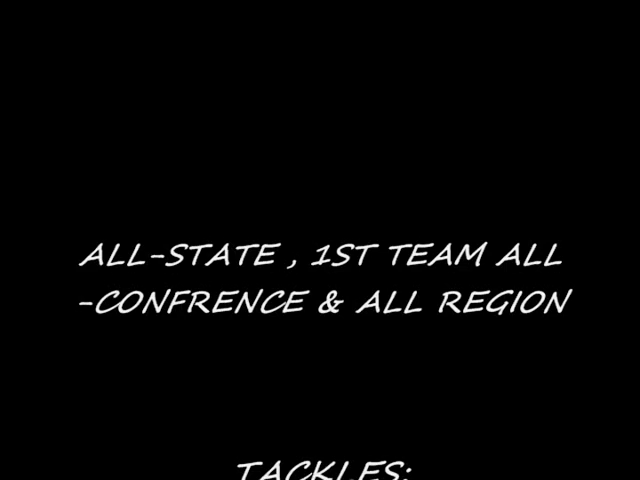 ALL-STATE , 1ST TEAM ALL
-CONFRENCE & ALL REGION
TACKLES: